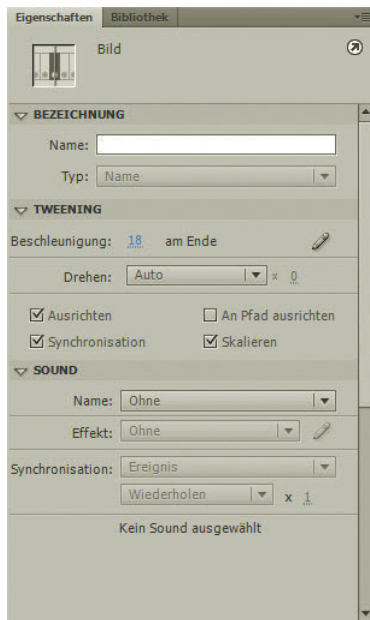 Eigenschaften Bibliothek
Bild
BEZEICHNUNG
Name:
Typ: Name
TWEENING
Beschleunigung: 18 am Ende
Drehen: Auto x 0
Ausrichten An Pfad ausrichten
Synchronisation Skalieren
SOUND
Name: Ohne
Effekt: Ohne
Synchronisation: Ereignis
Wiederholen x 1
Kein Sound ausgewählt